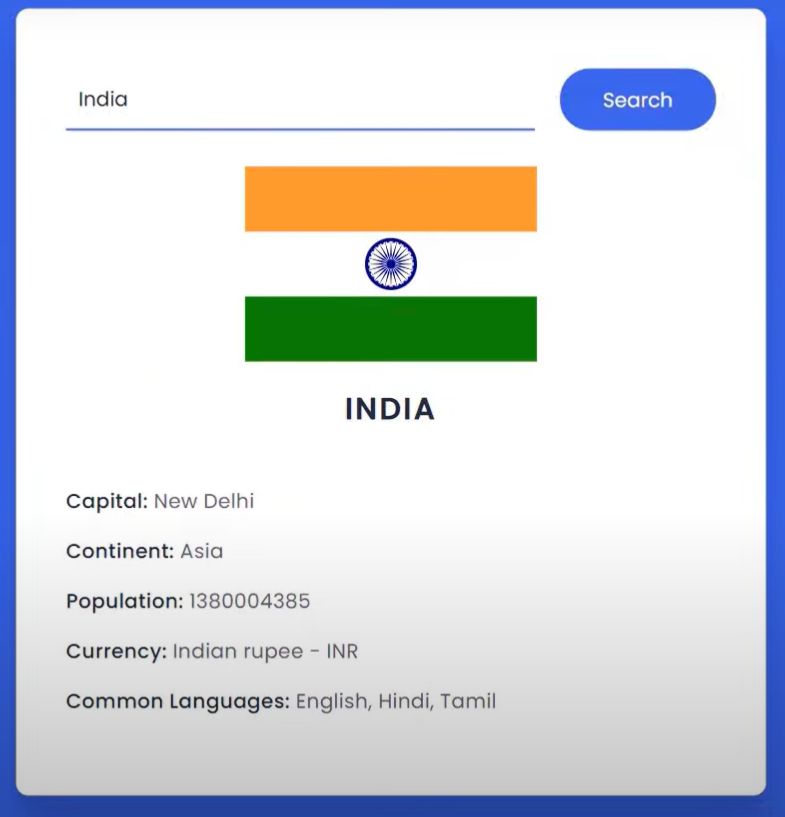 India
Search
INDIA
Capital: New Delhi
Continent: Asia
Population: 1380004385
Currency: Indian rupee - INR
Common Languages: English, Hindi, Tamil